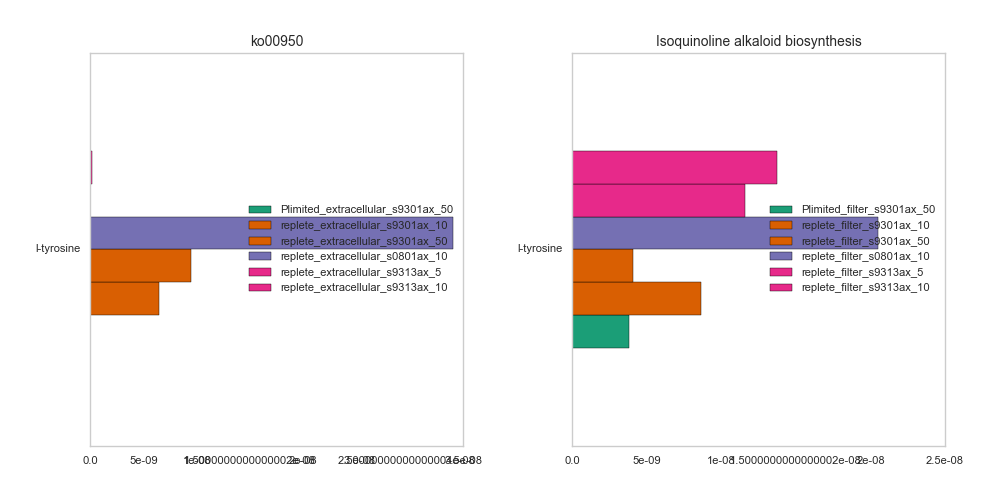 ko00950
l-tyrosine
Plimited_extracellular_s9301ax_50
replete_extracellular_s9301ax_10
replete_extracellular_s9301ax_50
replete_extracellular_s0801ax_10
replete_extracellular_s9313ax_5
replete_extracellular_s9313ax_10
0.0
5e-09
Isoquinoline alkaloid biosynthesis
l-tyrosine
Plimited_filter_s9301ax_50
replete_filter_s9301ax_10
replete_filter_s9301ax_50
replete_filter_s0801ax_10
replete_filter_s9313ax_5
replete_filter_s9313ax_10
0.0 5e-09 1e-08 1.5000000000000002e-08 2e-08 2.5e-08